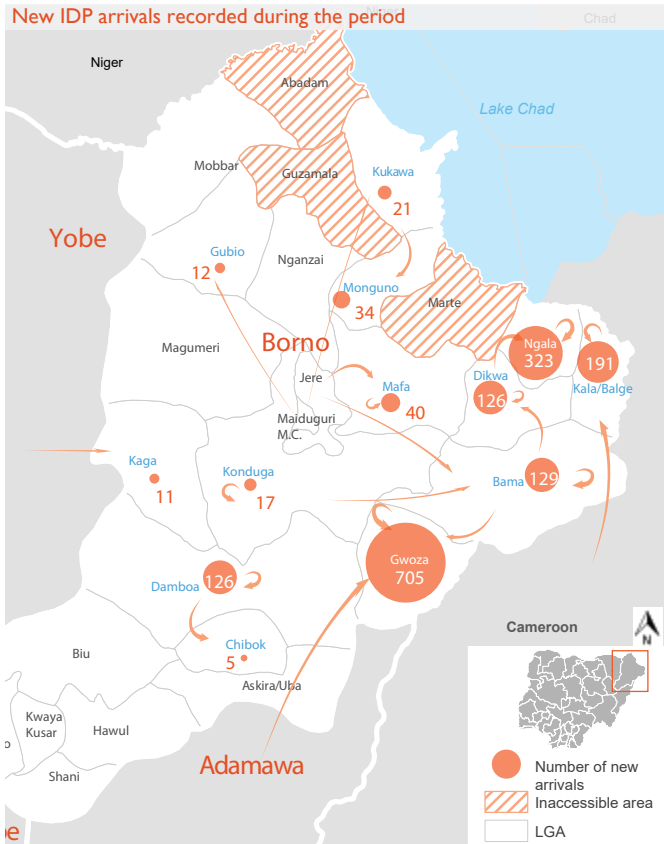 New IDP arrivals recorded during the period
Niger
Chad
Niger
Abadam
Lake Chad
Mobbar
Guzamala
Kukawa
21
Yobe
Gubio
12
Nganzai
Monguno
34
Marte
Borno
Magumeri
Ngala
323
191
Jere
Mafa
40
Dikwa
126
Kala/Balge
Maiduguri
M.C.
Kaga
11
Konduga
17
Bama
129
Gwoza
705
Damboa
126
Chibok
5
Cameroon
N
Biu
Askira/Uba
Kwaya
Kusar
Hawul
o
Shani
Adamawa
be
Number of new
arrivals
Inaccessible area
LGA